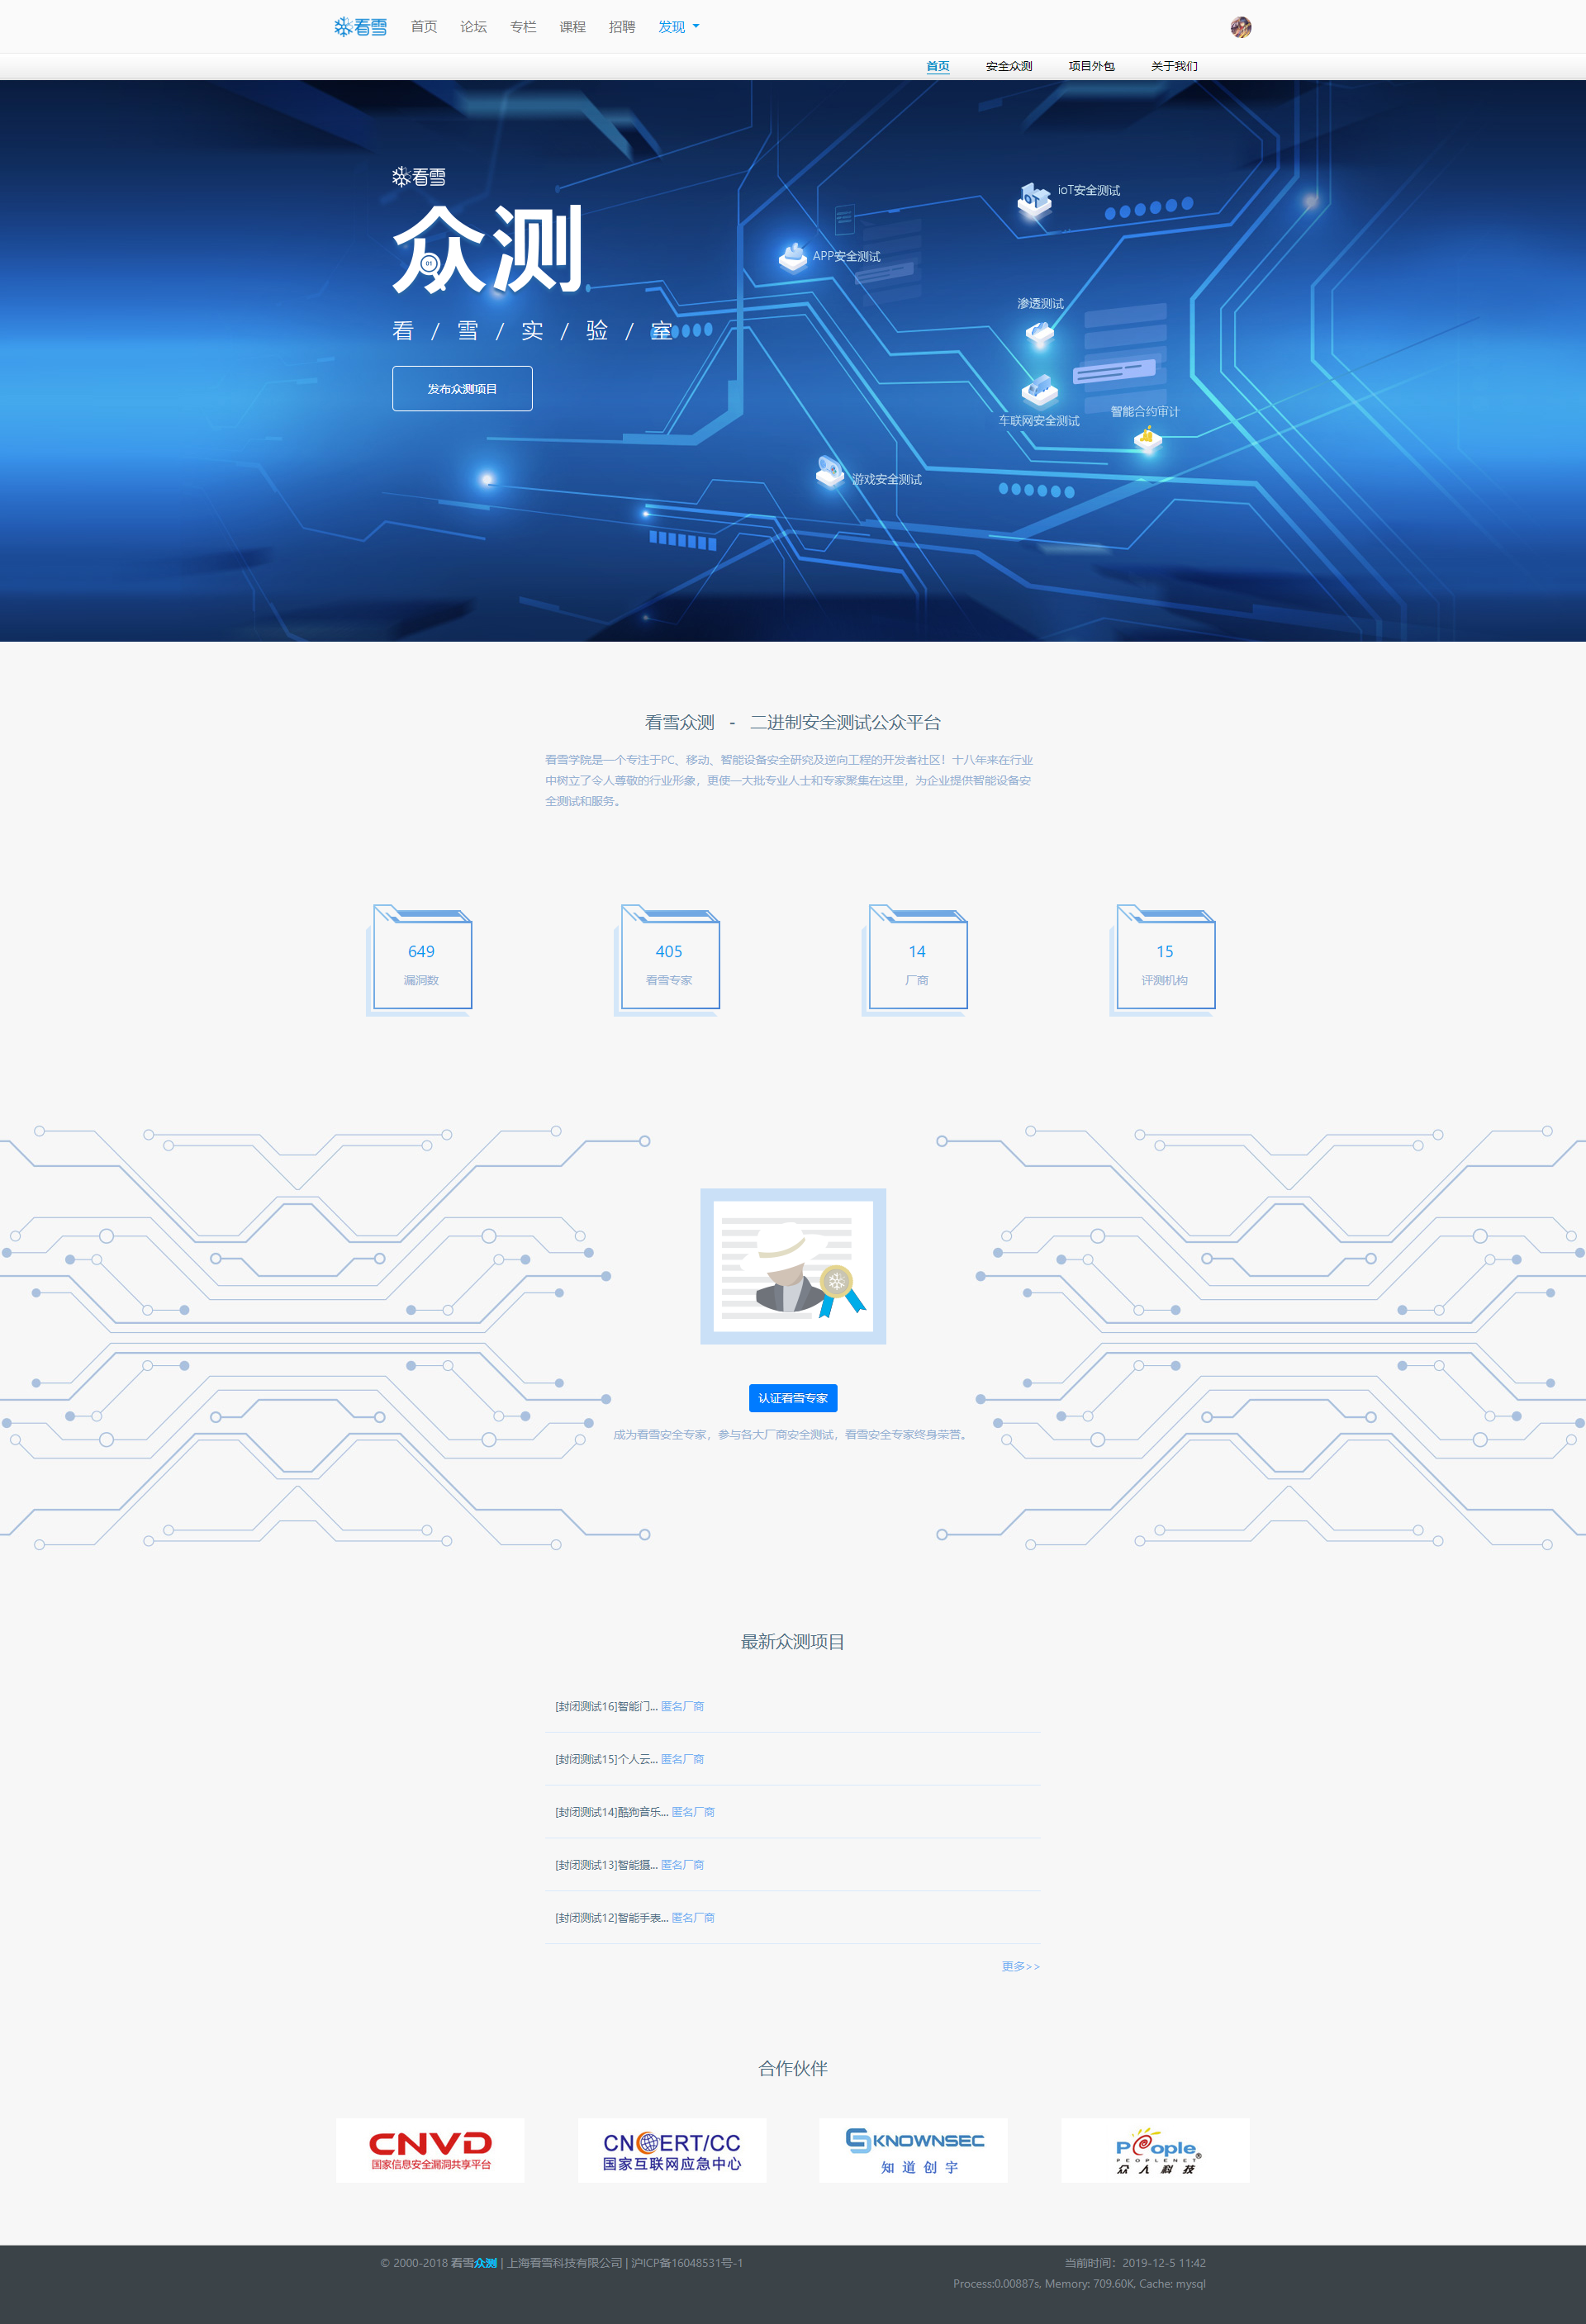 看雪 首页 论坛 专栏 课程 招聘 发现
首页 安全众测 项目外包 关于我们
看雪
众测
看 / 雪 / 实 / 验 / 室
发布众测项目
ioT安全测试
APP安全测试
渗透测试
车联网安全测试
智能合约审计
游戏安全测试
看雪众测 - 二进制安全测试公众平台
看雪学院是一个专注于PC、移动、智能设备安全研究及逆向工程的开发者社区！十八年来在行业
中树立了令人尊敬的行业形象，更使一大批专业人士和专家聚集在这里，为企业提供智能设备安
全测试和服务。
649 405 14 15
漏洞数 看雪专家 厂商 评测机构
认证看雪专家
成为看雪安全专家，参与各大厂商安全测试，看雪安全专家终身荣誉。
最新众测项目
[封闭测试16]智能门... 匿名厂商
[封闭测试15]个人云... 匿名厂商
[封闭测试14]酷狗音乐... 匿名厂商
[封闭测试13]智能摄... 匿名厂商
[封闭测试12]智能手表... 匿名厂商
更多>>
合作伙伴
CNVD
国家信息安全漏洞共享平台
CNCERT/CC
国家互联网应急中心
KNOWNSEC
知道创宇
People
PEOPLENET
众人科技
© 2000-2018 看雪众测 | 上海看雪科技有限公司 | 沪ICP备16048531号-1
当前时间：2019-12-5 11:42
Process:0.00887s, Memory: 709.60K, Cache: mysql